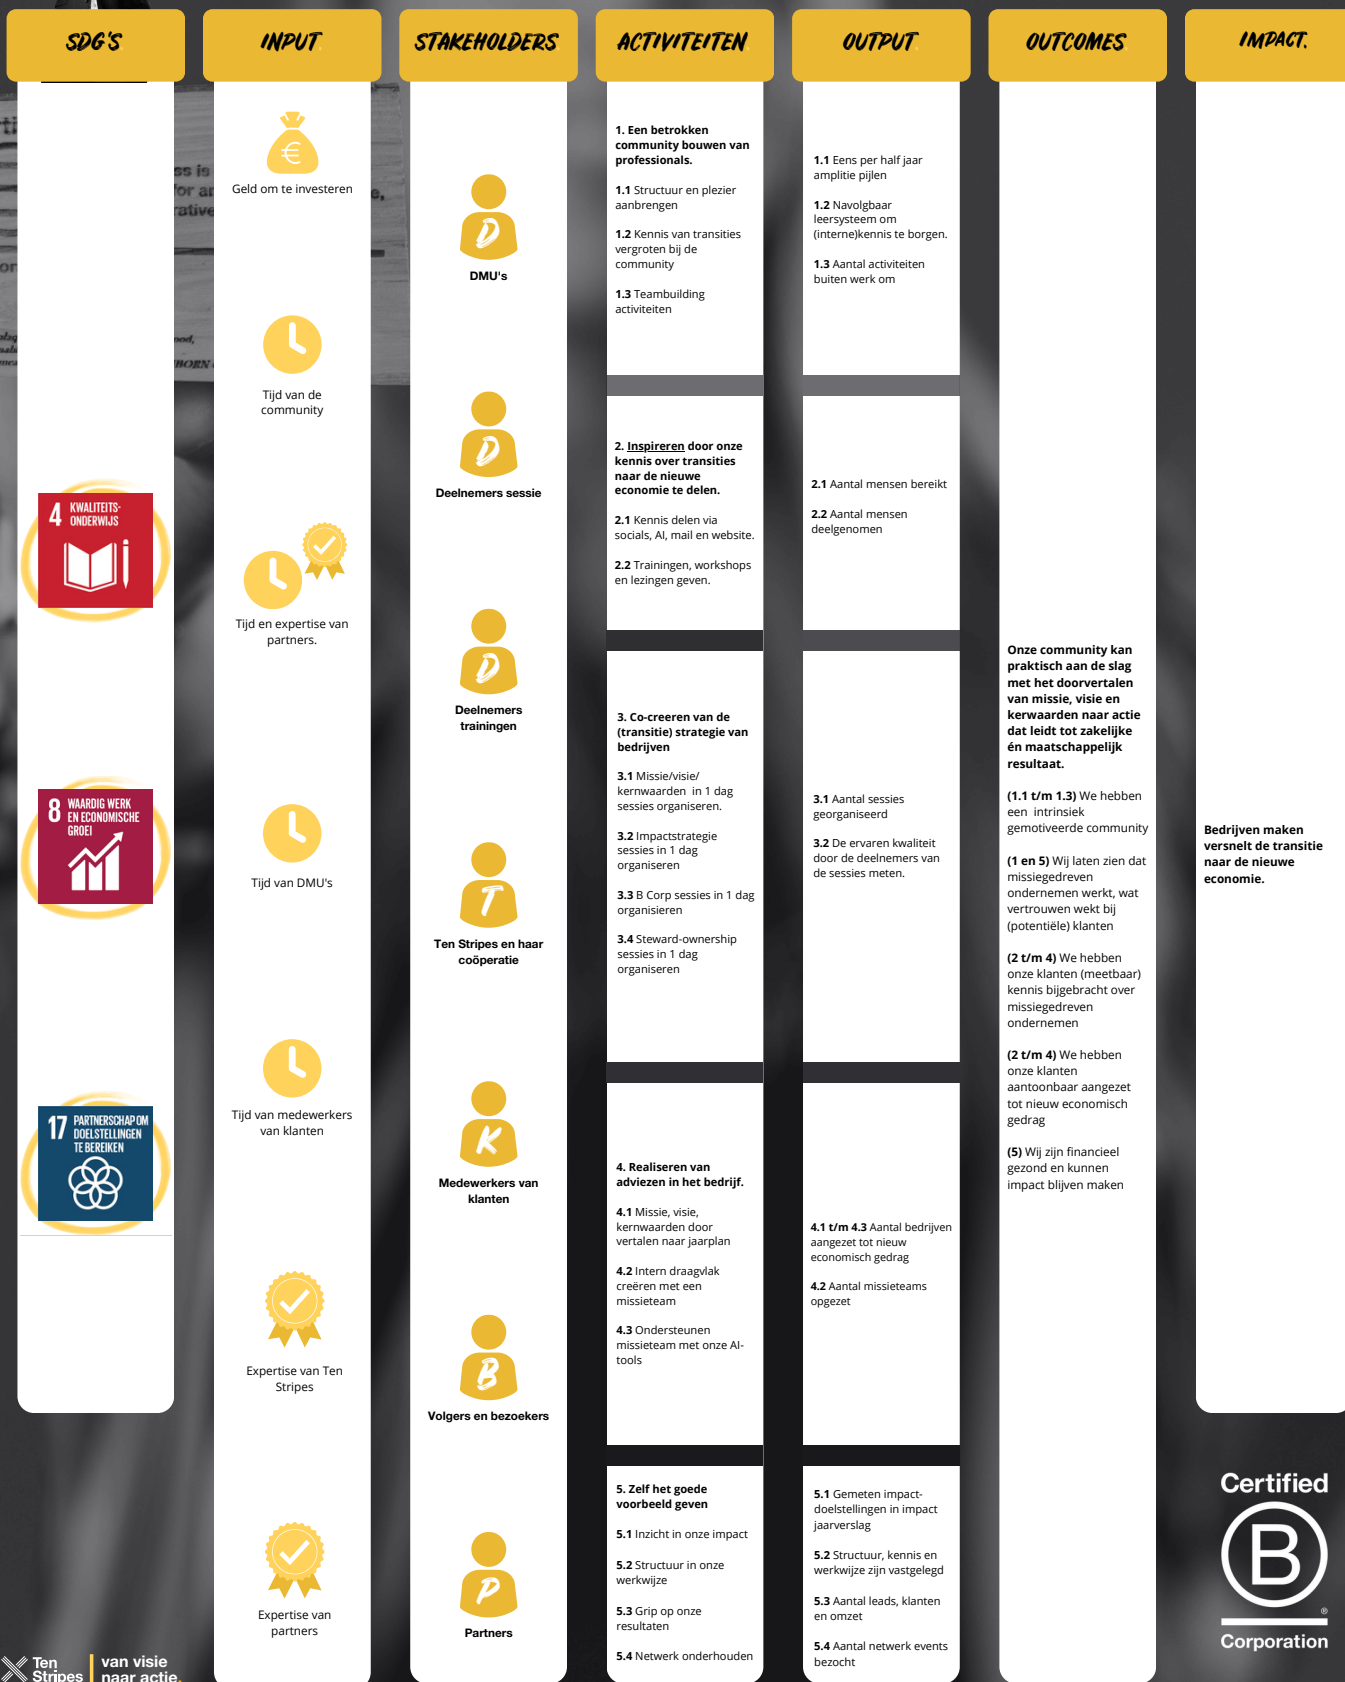 SDG'S
INPUT.
STAKEHOLDERS
ACTIVITEITEN.
OUTPUT.
OUTCOMES
IMPACT.
4 KWALITEITS-
ONDERWIJS
8 WAARDIG WERK
EN ECONOMISCHE
GROEI
17 PARTNERSCHAP OM
DOELSTELLINGEN
TE BEREIKEN
€
Geld om te investeren
Tijd van de
community
Tijd en expertise van
partners.
Tijd van DMU's
Tijd van medewerkers
van klanten
Expertise van Ten
Stripes
Expertise van
partners
D
DMU's
D
Deelnemers sessie
D
Deelnemers
trainingen
T
Ten Stripes en haar
coöperatie
K
Medewerkers van
klanten
B
Volgers en bezoekers
P
Partners
1. Een betrokken
community bouwen van
professionals.
1.1 Structuur en plezier
aanbrengen
1.2 Kennis van transities
vergroten bij de
community
1.3 Teambuilding
activiteiten
2. Inspireren door onze
kennis over transities
naar de nieuwe
economie te delen.
2.1 Kennis delen via
socials, AI, mail en website.
2.2 Trainingen, workshops
en lezingen geven.
3. Co-creeren van de
(transitie) strategie van
bedrijven
3.1 Missie/visie/
kernwaarden in 1 dag
sessies organiseren.
3.2 Impactstrategie
sessies in 1 dag
organiseren
3.3 B Corp sessies in 1 dag
organisieren
3.4 Steward-ownership
sessies in 1 dag
organiseren
4. Realiseren van
adviezen in het bedrijf.
4.1 Missie, visie,
kernwaarden door
vertalen naar jaarplan
4.2 Intern draagvlak
creëren met een
missieteam
4.3 Ondersteunen
missieteam met onze AI-
tools
5. Zelf het goede
voorbeeld geven
5.1 Inzicht in onze impact
5.2 Structuur in onze
werkwijze
5.3 Grip op onze
resultaten
5.4 Netwerk onderhouden
1.1 Eens per half jaar
amplitie pijlen
1.2 Navolgbaar
leersysteem om
(interne)kennis te borgen.
1.3 Aantal activiteiten
buiten werk om
2.1 Aantal mensen bereikt
2.2 Aantal mensen
deelgenomen
3.1 Aantal sessies
georganiseerd
3.2 De ervaren kwaliteit
door de deelnemers van
de sessies meten.
4.1 t/m 4.3 Aantal bedrijven
aangezet tot nieuw
economisch gedrag
4.2 Aantal missieteams
opgezet
5.1 Gemeten impact-
doelstellingen in impact
jaarverslag
5.2 Structuur, kennis en
werkwijze zijn vastgelegd
5.3 Aantal leads, klanten
en omzet
5.4 Aantal netwerk events
bezocht
Onze community kan
praktisch aan de slag
met het doorvertalen
van missie, visie en
kerwaarden naar actie
dat leidt tot zakelijke
én maatschappelijk
resultaat.
(1.1 t/m 1.3) We hebben
een intrinsiek
gemotiveerde community
(1 en 5) Wij laten zien dat
missiegedreven
ondernemen werkt, wat
vertrouwen wekt bij
(potentiële) klanten
(2 t/m 4) We hebben
onze klanten (meetbaar)
kennis bijgebracht over
missiegedreven
ondernemen
(2 t/m 4) We hebben
onze klanten
aantoonbaar aangezet
tot nieuw economisch
gedrag
(5) Wij zijn financieel
gezond en kunnen
impact blijven maken
Bedrijven maken
versnelt de transitie
naar de nieuwe
economie.
Certified
B
®
Corporation
Ten
Stripes
van visie
naar actie.